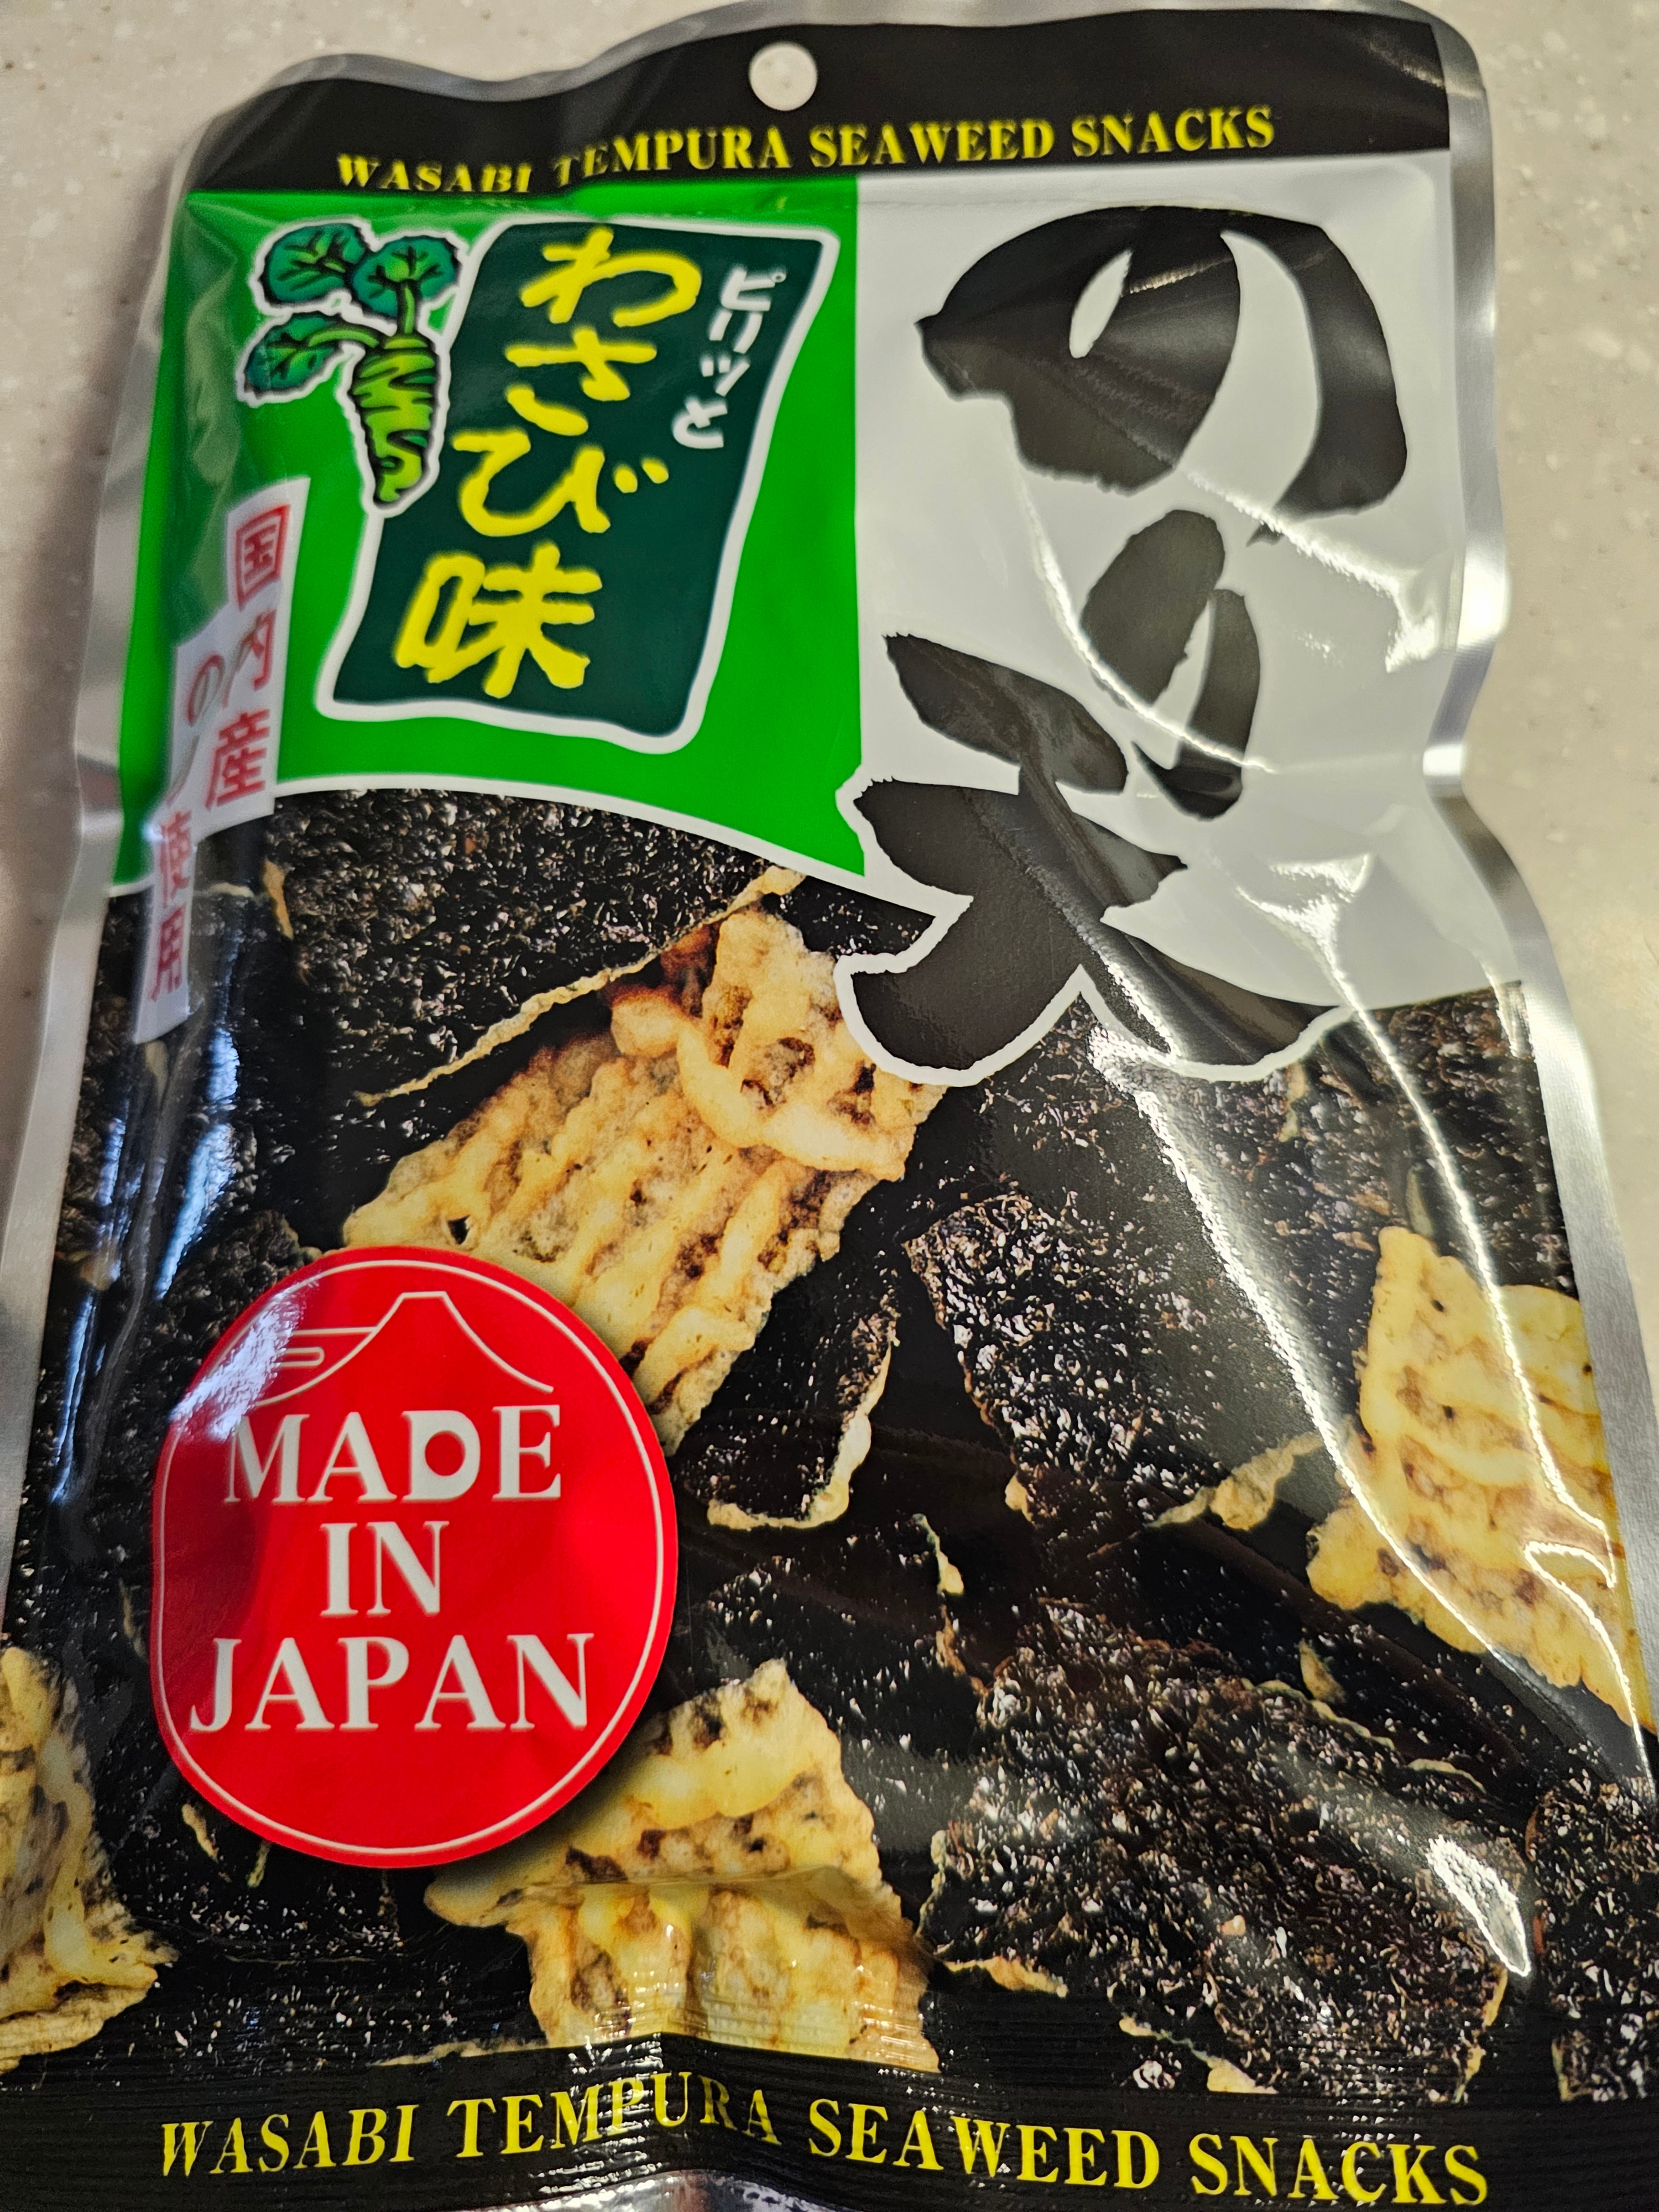 WASABI TEMPURA SEAWEED SNACKS
のり天
ピリッと
わさび味
国内産
のり使用
MADE
IN
JAPAN
WASABI TEMPURA SEAWEED SNACKS